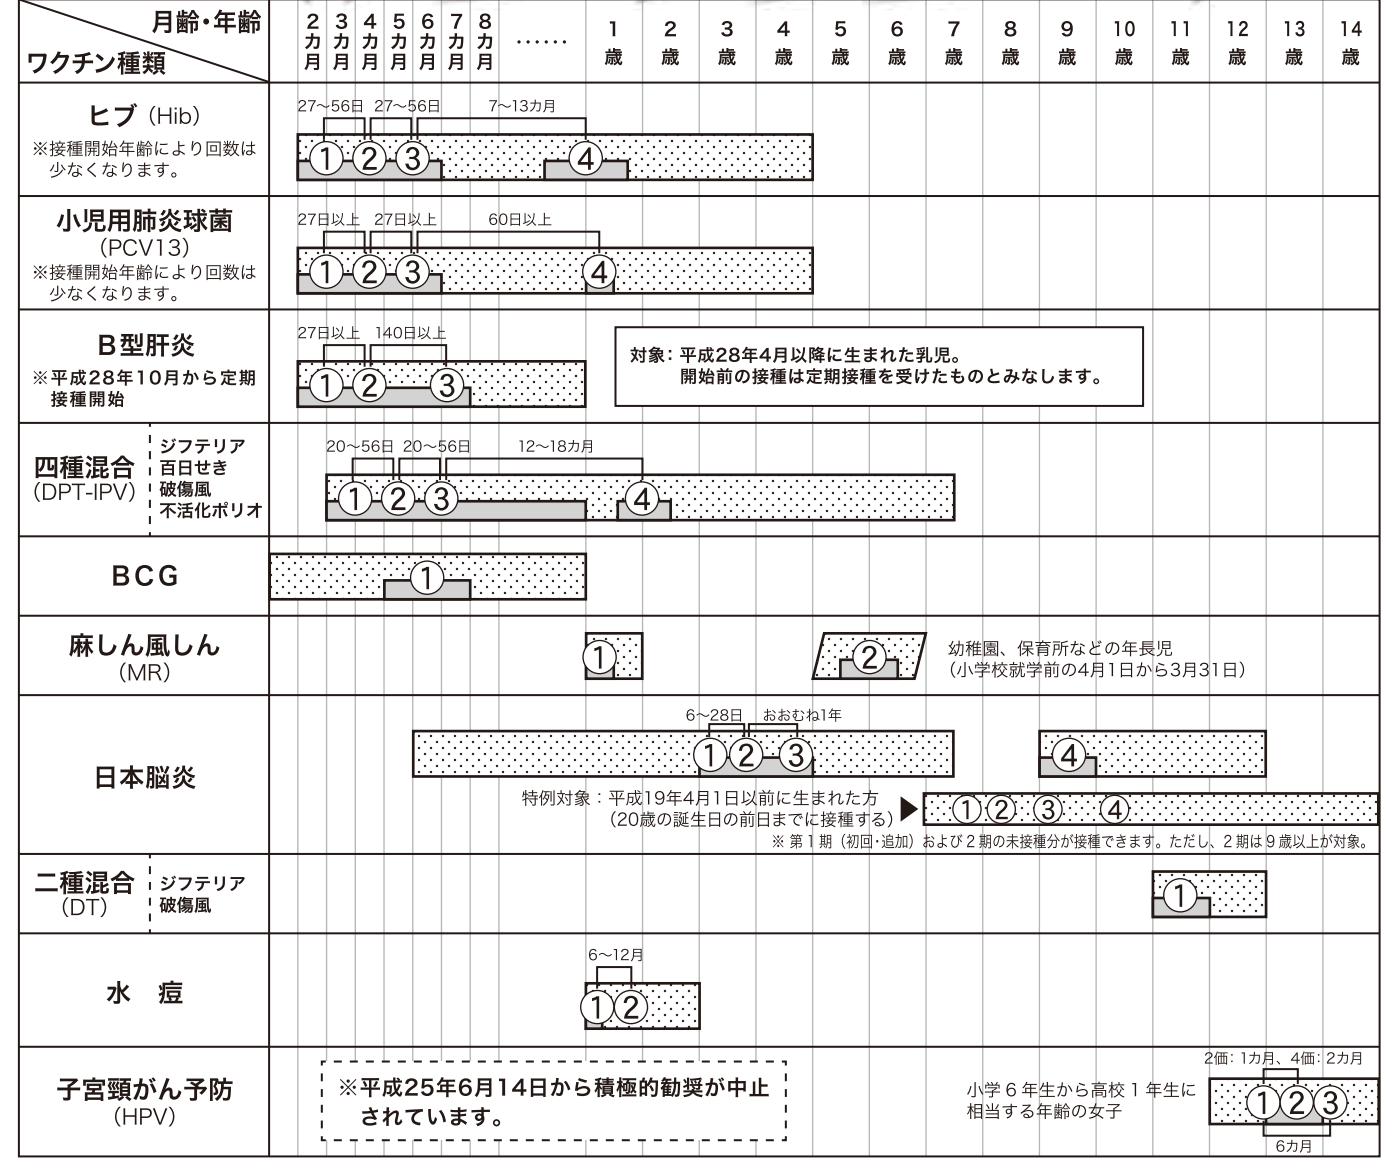 月齢・年齢
ワクチン種類
2カ月 3カ月 4カ月 5カ月 6カ月 7カ月 8カ月 …… 1歳 2歳 3歳 4歳 5歳 6歳 7歳 8歳 9歳 10歳 11歳 12歳 13歳 14歳
ヒブ（Hib）
※接種開始年齢により回数は
少なくなります。
27～56日 27～56日 7～13カ月
① ② ③ ④
小児用肺炎球菌
（PCV13）
※接種開始年齢により回数は
少なくなります。
27日以上 27日以上 60日以上
① ② ③ ④
B型肝炎
※平成28年10月から定期
接種開始
27日以上 140日以上
① ② ③
対象：平成28年4月以降に生まれた乳児。
開始前の接種は定期接種を受けたものとみなします。
四種混合
（DPT-IPV）
ジフテリア
百日せき
破傷風
不活化ポリオ
20～56日 20～56日 12～18カ月
① ② ③ ④
BCG
①
麻しん風しん
（MR）
① ②
幼稚園、保育所などの年長児
（小学校就学前の4月1日から3月31日）
日本脳炎
6～28日 おおむね1年
① ② ③ ④
特例対象：平成19年4月1日以前に生まれた方
（20歳の誕生日の前日までに接種する）
① ② ③ ④
※ 第1期（初回・追加）および2期の未接種分が接種できます。ただし、2期は9歳以上が対象。
二種混合
（DT）
ジフテリア
破傷風
①
水　痘
6～12月
① ②
子宮頸がん予防
（HPV）
※平成25年6月14日から積極的勧奨が中止
されています。
小学6年生から高校1年生に
相当する年齢の女子
2価：1カ月、4価：2カ月
① ② ③
6カ月